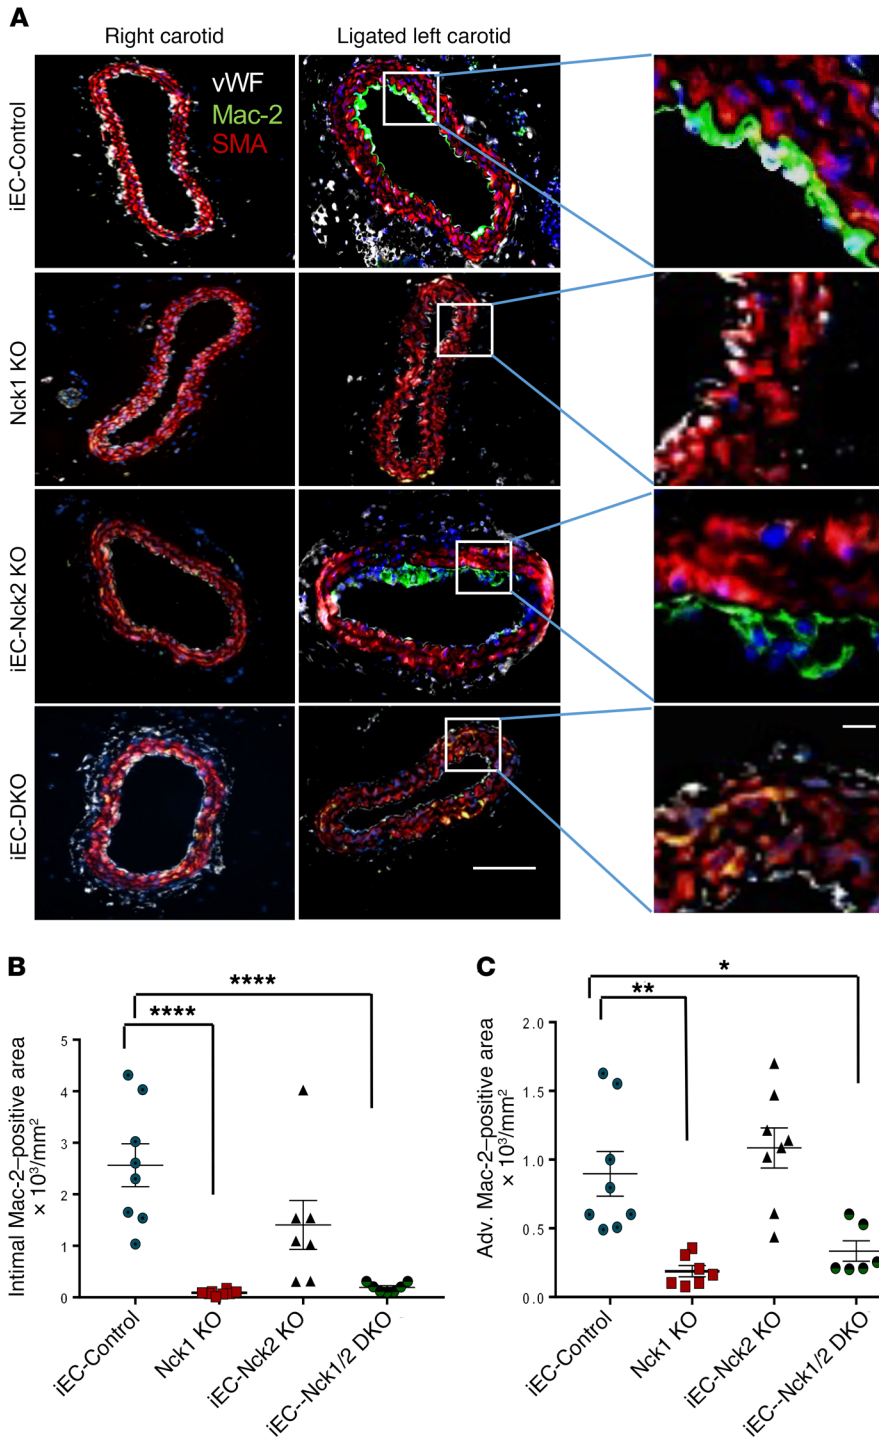 A
Right carotid
Ligated left carotid
iEC-Control
vWF
Mac-2
SMA
Nck1 KO
iEC-Nck2 KO
iEC-DKO
B
****
****
Intimal Mac-2–positive area
× 10³/mm²
5
4
3
2
1
0
iEC-Control
Nck1 KO
iEC-Nck2 KO
iEC--Nck1/2 DKO
C
*
**
Adv. Mac-2–positive area
× 10³/mm²
2.0
1.5
1.0
0.5
0.0
iEC-Control
Nck1 KO
iEC-Nck2 KO
iEC--Nck1/2 DKO